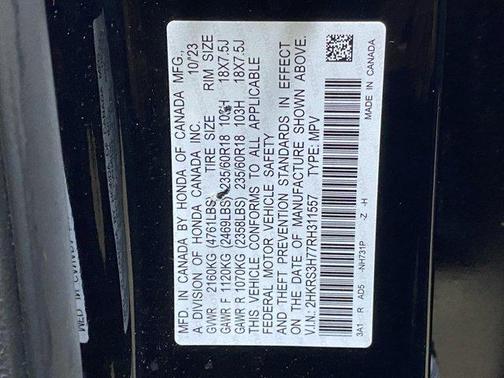 MFD. IN CANADA BY HONDA OF CANADA MFG.,
A DIVISION OF HONDA CANADA INC. 10/23
GVWR 2160KG (4761LBS) TIRE SIZE RIM SIZE
GAWR F 1120KG (2469LBS) 235/60R18 103H 18X7.5J
GAWR R 1070KG (2358LBS) 235/60R18 103H 18X7.5J
THIS VEHICLE CONFORMS TO ALL APPLICABLE
FEDERAL MOTOR VEHICLE SAFETY
AND THEFT PREVENTION STANDARDS IN EFFECT
ON THE DATE OF MANUFACTURE SHOWN ABOVE.
V.I.N.: 2HKRS3H77RH311557 TYPE: MPV
3A1 R AD5 -NH731P -Z -H MADE IN CANADA